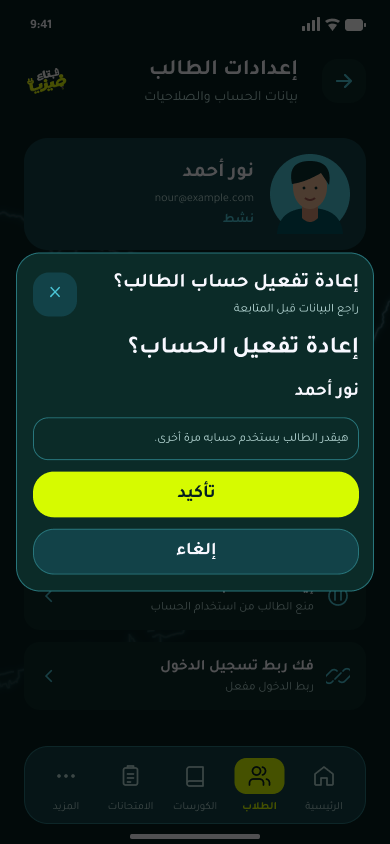 9:41
إعدادات الطالب
بيانات الحساب والصلاحيات
بتاع
فيزيا
نور أحمد
nour@example.com
نشط
إعادة تفعيل حساب الطالب؟
راجع البيانات قبل المتابعة
إعادة تفعيل الحساب؟
نور أحمد
هيقدر الطالب يستخدم حسابه مرة أخرى.
تأكيد
إلغاء
منع الطالب من استخدام الحساب
فك ربط تسجيل الدخول
ربط الدخول مفعل
الرئيسية
الطلاب
الكورسات
الامتحانات
المزيد